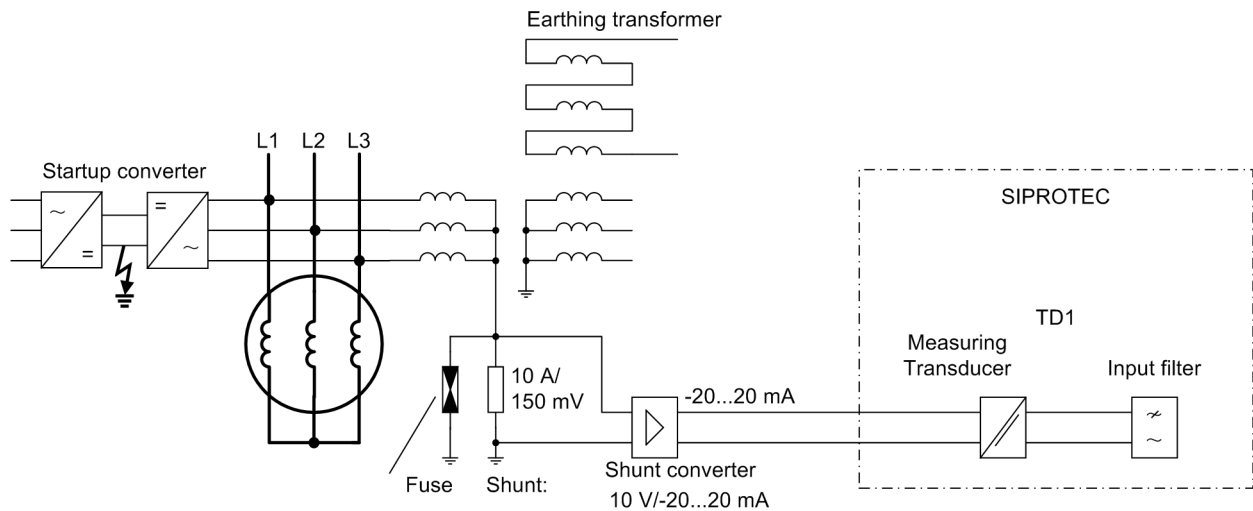 Earthing transformer
L1 L2 L3
Startup converter
SIPROTEC
~
=
=
~
TD1
Measuring
Transducer
Input filter
10 A/
150 mV
-20...20 mA
≁
~
Fuse
Shunt:
Shunt converter
10 V/-20...20 mA